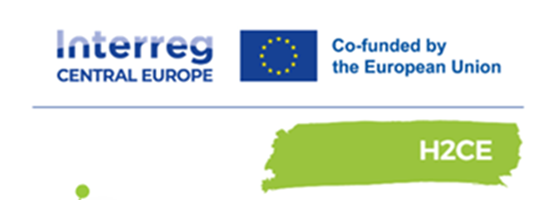 Interreg
CENTRAL EUROPE
Co-funded by
the European Union
H2CE